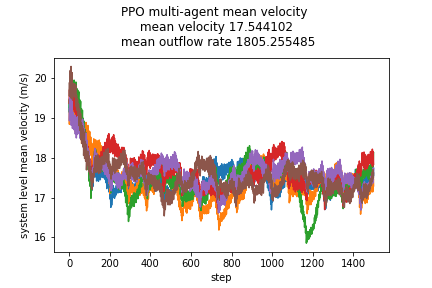 PPO multi-agent mean velocity
mean velocity 17.544102
mean outflow rate 1805.255485
system level mean velocity (m/s)
20
19
18
17
16
0 200 400 600 800 1000 1200 1400
step